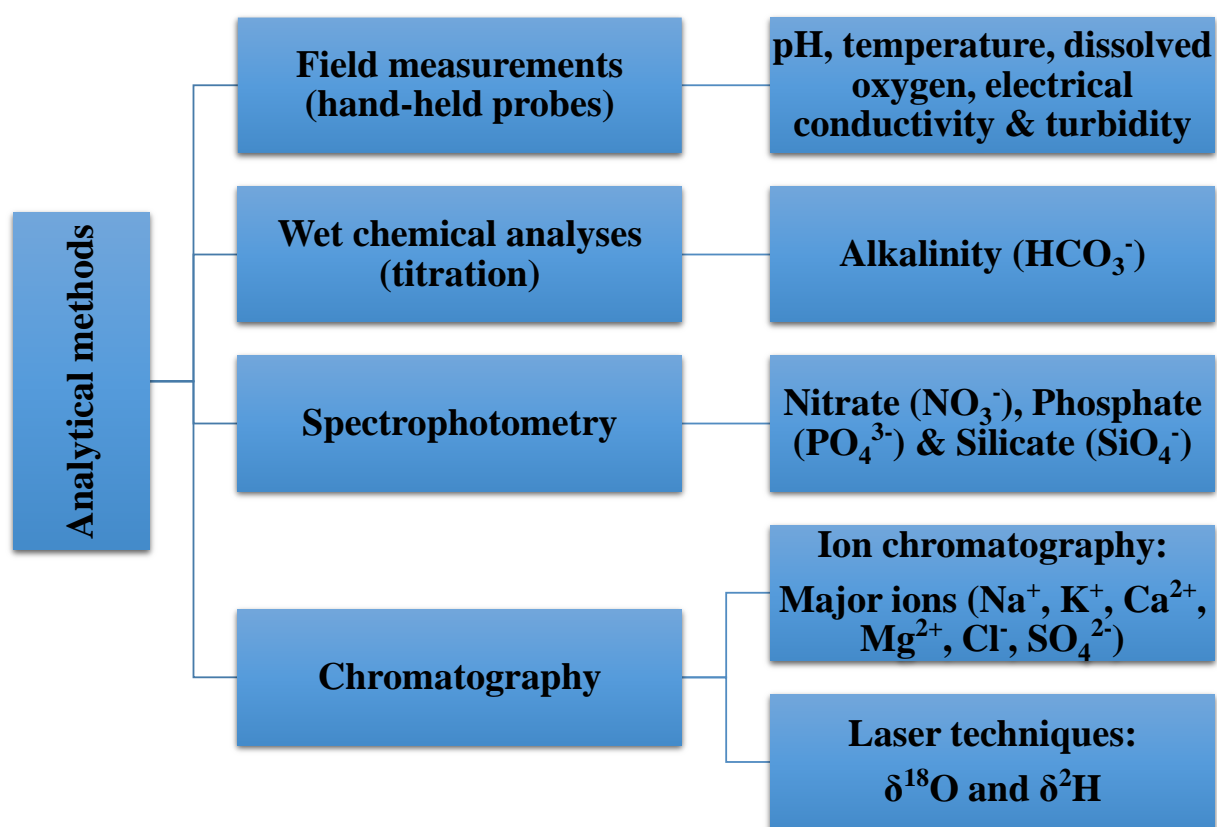 Analytical methods
Field measurements
(hand-held probes)
pH, temperature, dissolved
oxygen, electrical
conductivity & turbidity
Wet chemical analyses
(titration)
Alkalinity (HCO₃⁻)
Spectrophotometry
Nitrate (NO₃⁻), Phosphate
(PO₄³⁻) & Silicate (SiO₄⁻)
Chromatography
Ion chromatography:
Major ions (Na⁺, K⁺, Ca²⁺,
Mg²⁺, Cl⁻, SO₄²⁻)
Laser techniques:
δ¹⁸O and δ²H